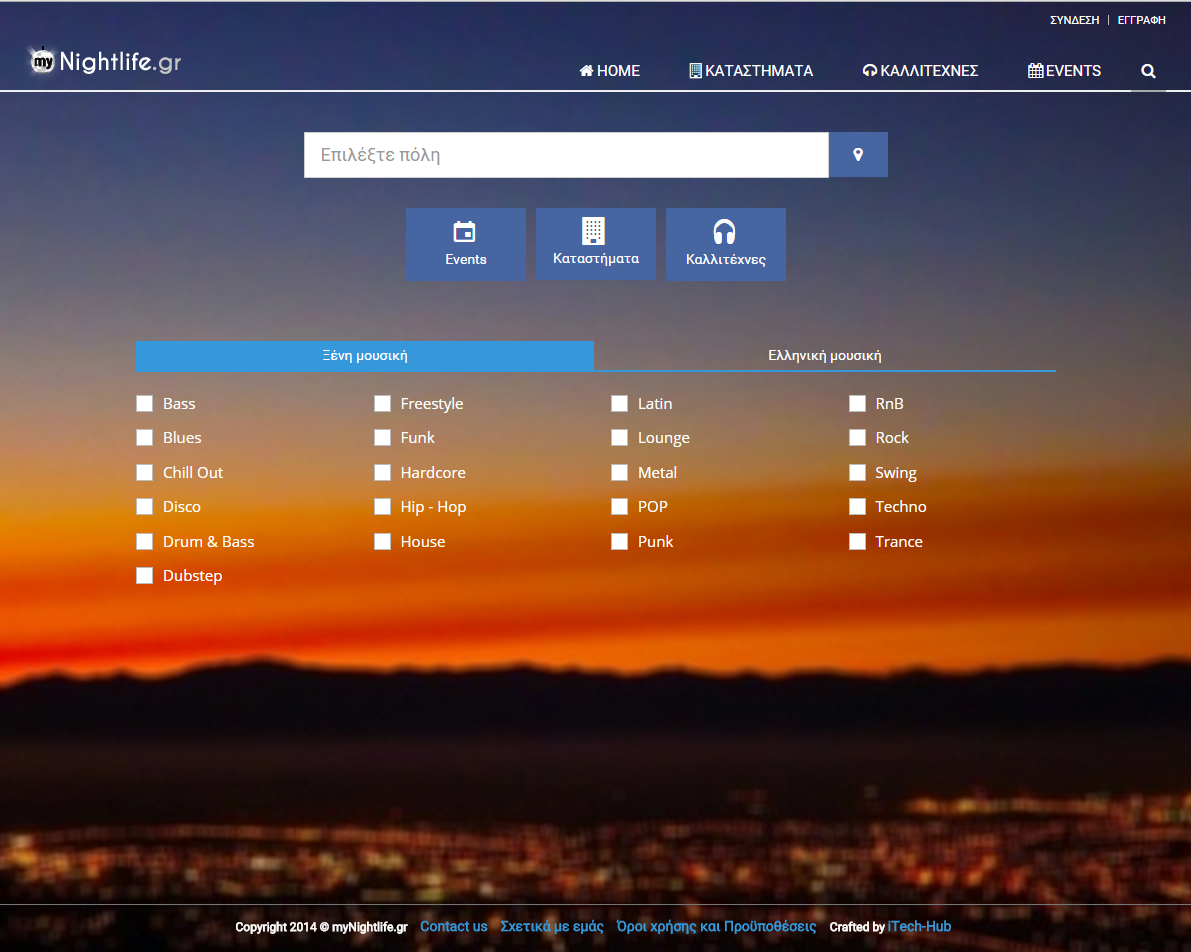 ΣΥΝΔΕΣΗ | ΕΓΓΡΑΦΗ
my Nightlife.gr
HOME ΚΑΤΑΣΤΗΜΑΤΑ ΚΑΛΛΙΤΕΧΝΕΣ EVENTS
Επιλέξτε πόλη
Events Καταστήματα Καλλιτέχνες
Ξένη μουσική Ελληνική μουσική
Bass Freestyle Latin RnB
Blues Funk Lounge Rock
Chill Out Hardcore Metal Swing
Disco Hip - Hop POP Techno
Drum & Bass House Punk Trance
Dubstep
Copyright 2014 © myNightlife.gr Contact us Σχετικά με εμάς Όροι χρήσης και Προϋποθέσεις Crafted by iTech-Hub